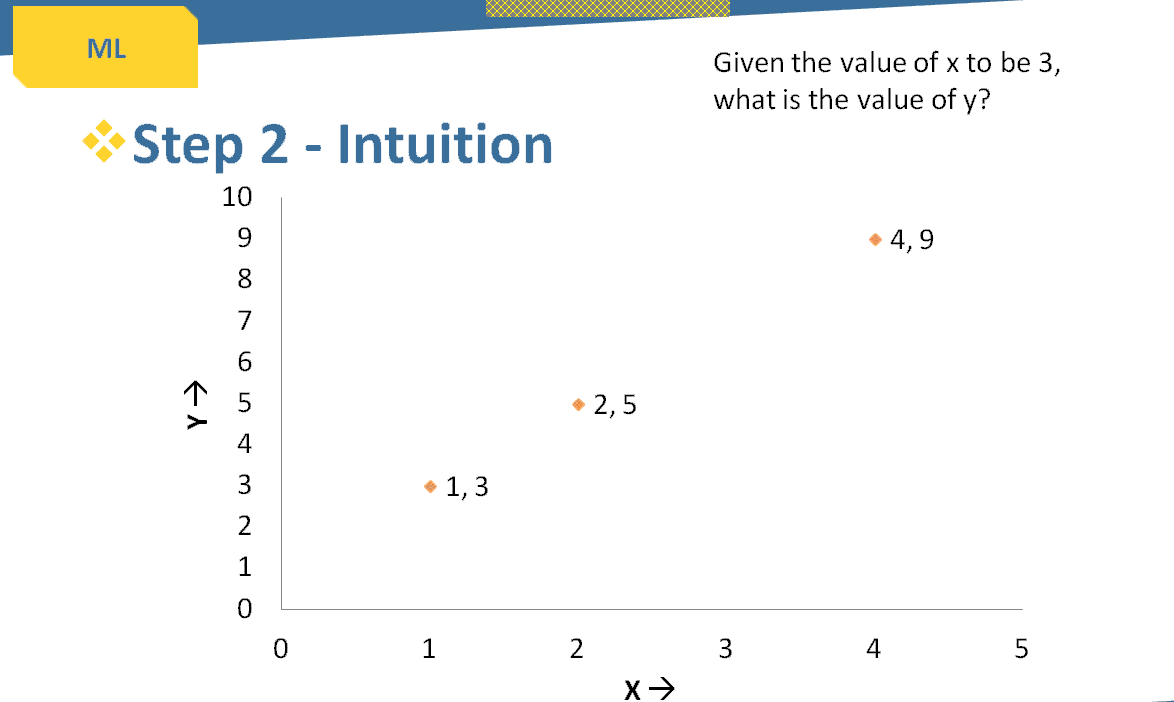 ML
Given the value of x to be 3,
what is the value of y?
Step 2 - Intuition
10
9
4, 9
8
7
6
5
2, 5
4
3
1, 3
2
1
0
Y →
0 1 2 3 4 5
X →